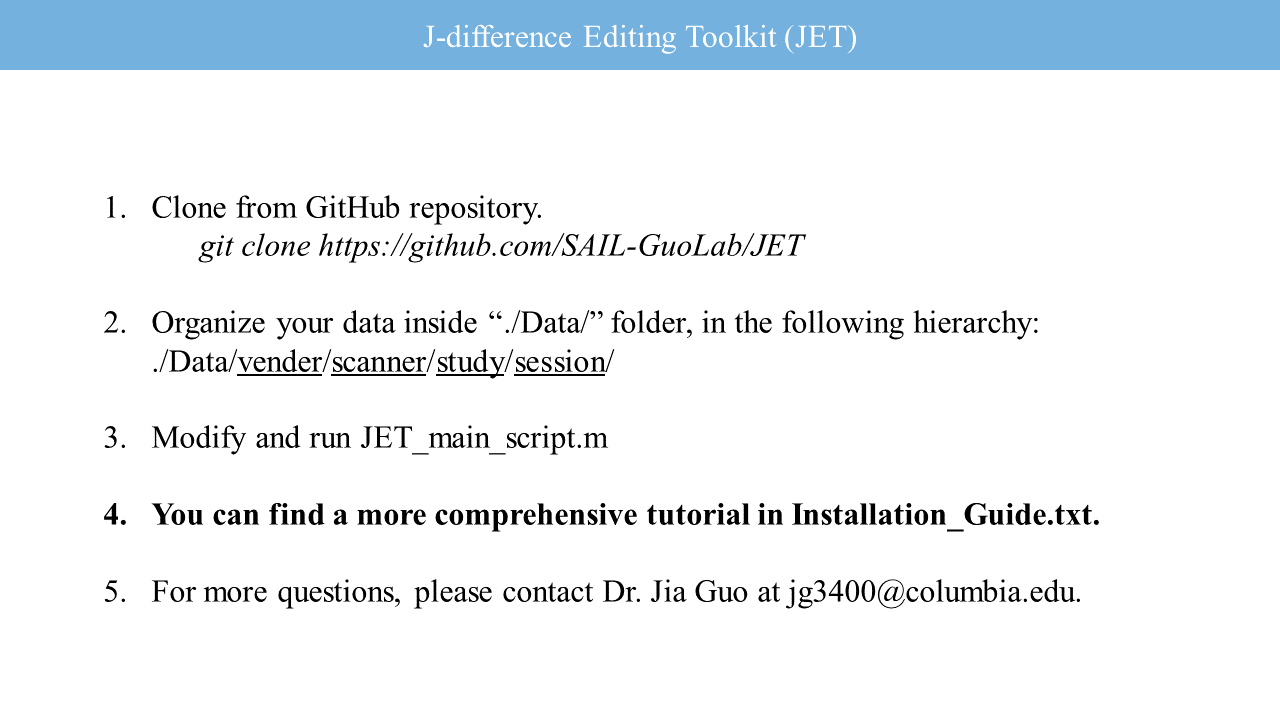 J-difference Editing Toolkit (JET)
1. Clone from GitHub repository.
git clone https://github.com/SAIL-GuoLab/JET
2. Organize your data inside “./Data/” folder, in the following hierarchy:
./Data/vender/scanner/study/session/
3. Modify and run JET_main_script.m
4. You can find a more comprehensive tutorial in Installation_Guide.txt.
5. For more questions, please contact Dr. Jia Guo at jg3400@columbia.edu.